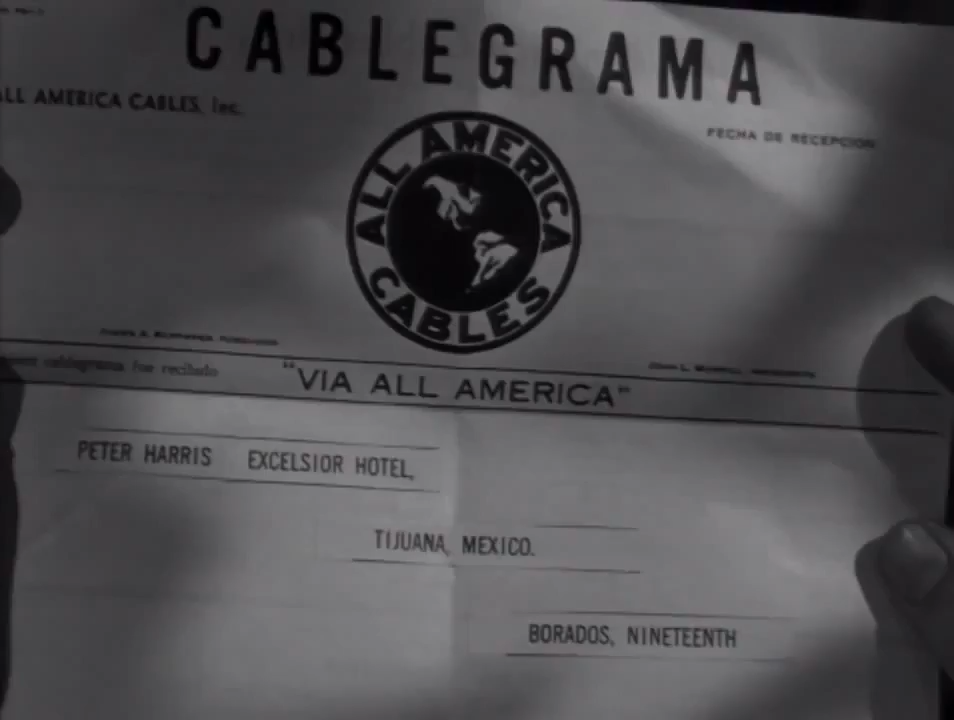 CABLEGRAMA
ALL AMERICA CABLES, Inc.
FECHA DE RECEPCION
ALL AMERICA CABLES
cablegrama fue recibido
"VIA ALL AMERICA"
PETER HARRIS EXCELSIOR HOTEL,
TIJUANA, MEXICO.
BORADOS, NINETEENTH